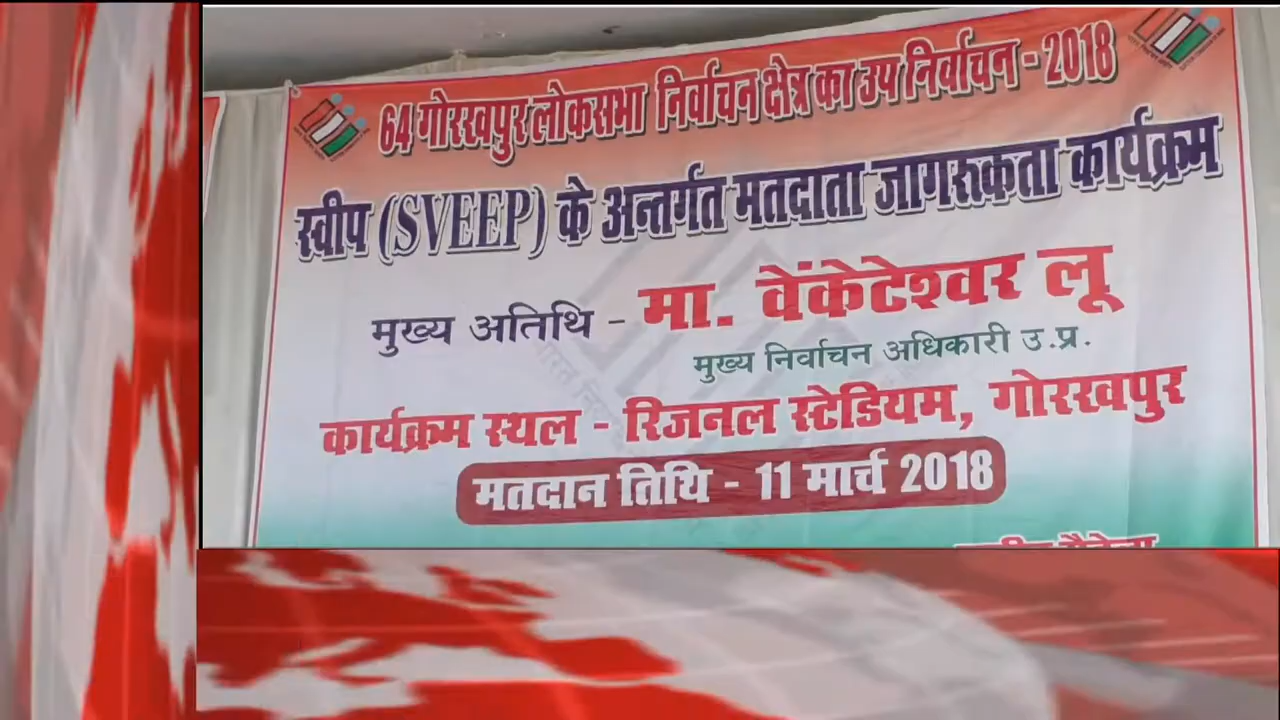 64 गोरखपुर लोकसभा निर्वाचन क्षेत्र का उप निर्वाचन - 2018
स्वीप (SVEEP) के अन्तर्गत मतदाता जागरूकता कार्यक्रम
मुख्य अतिथि - मा. वेंकेटेश्वर लू
मुख्य निर्वाचन अधिकारी उ.प्र.
कार्यक्रम स्थल - रिजनल स्टेडियम, गोरखपुर
मतदान तिथि - 11 मार्च 2018